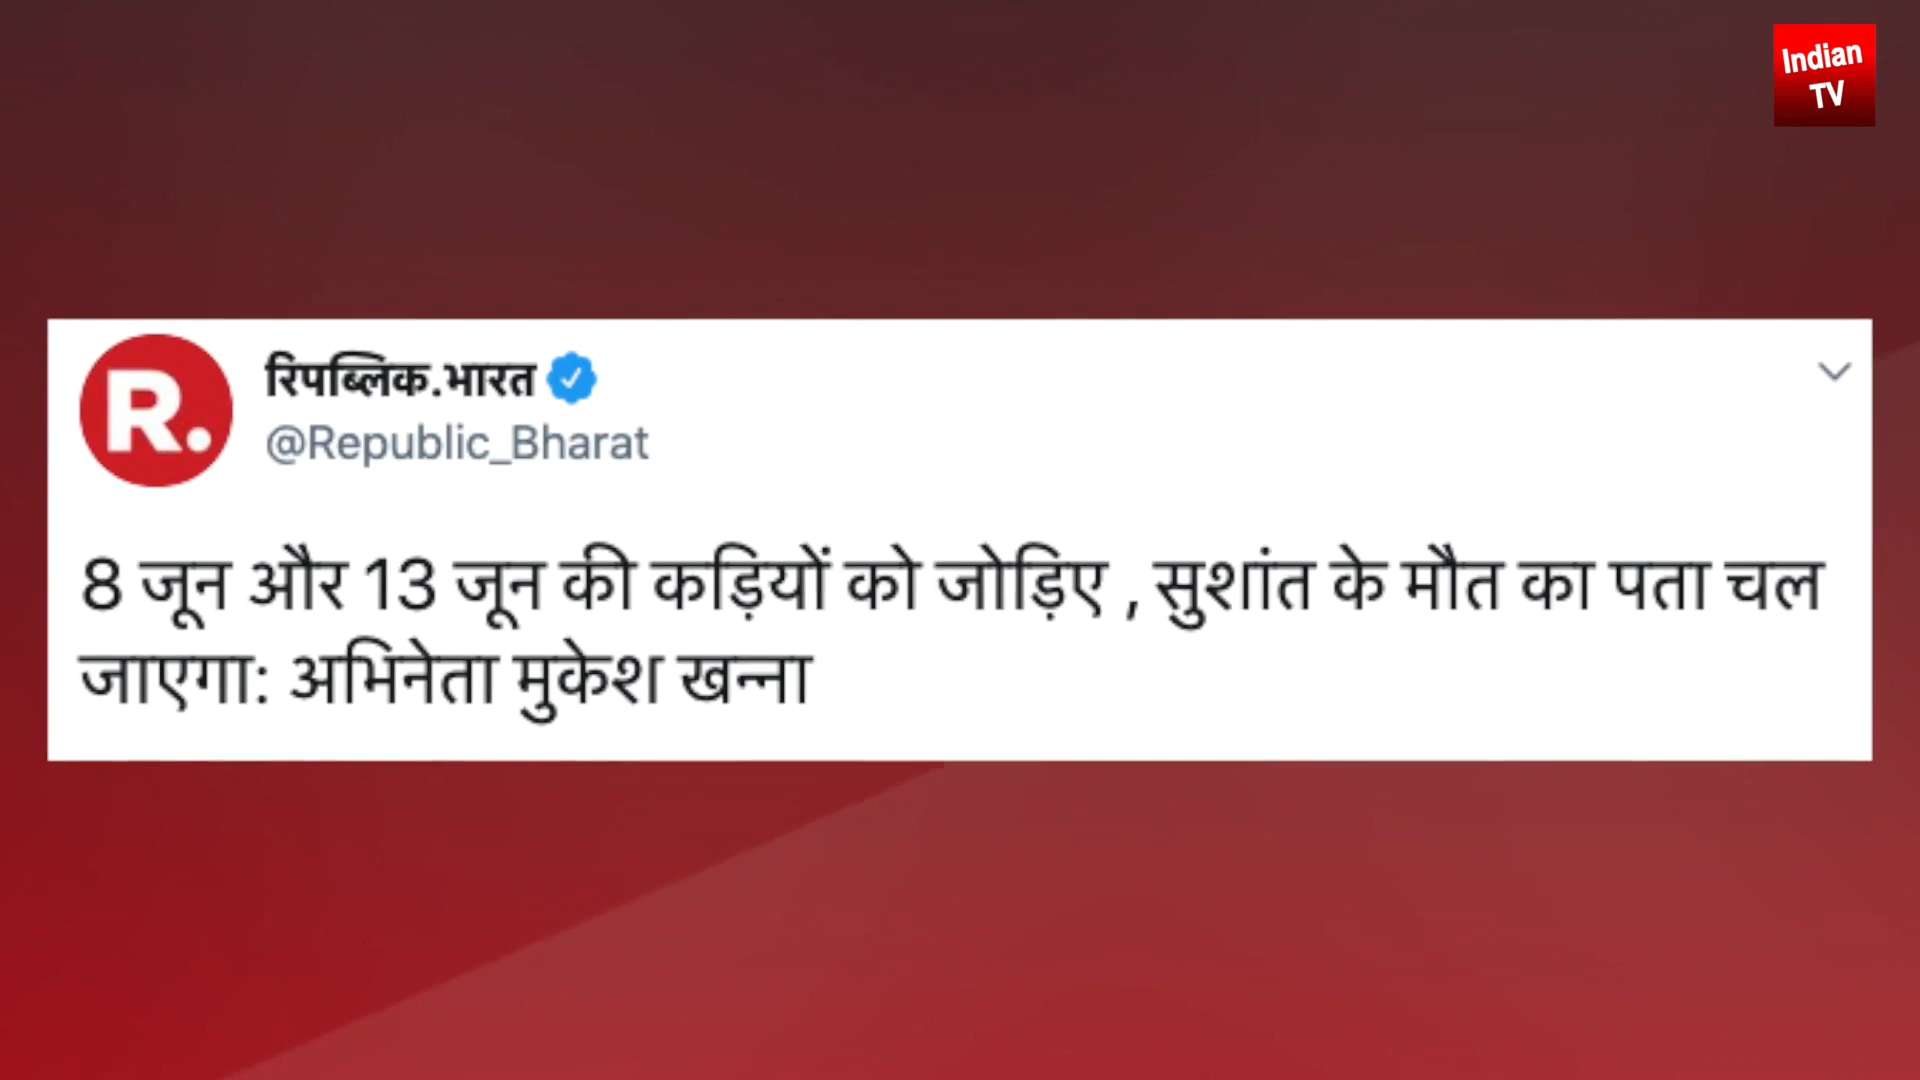 Indian
TV
R.
रिपब्लिक.भारत
@Republic_Bharat
8 जून और 13 जून की कड़ियों को जोड़िए , सुशांत के मौत का पता चल
जाएगा: अभिनेता मुकेश खन्ना